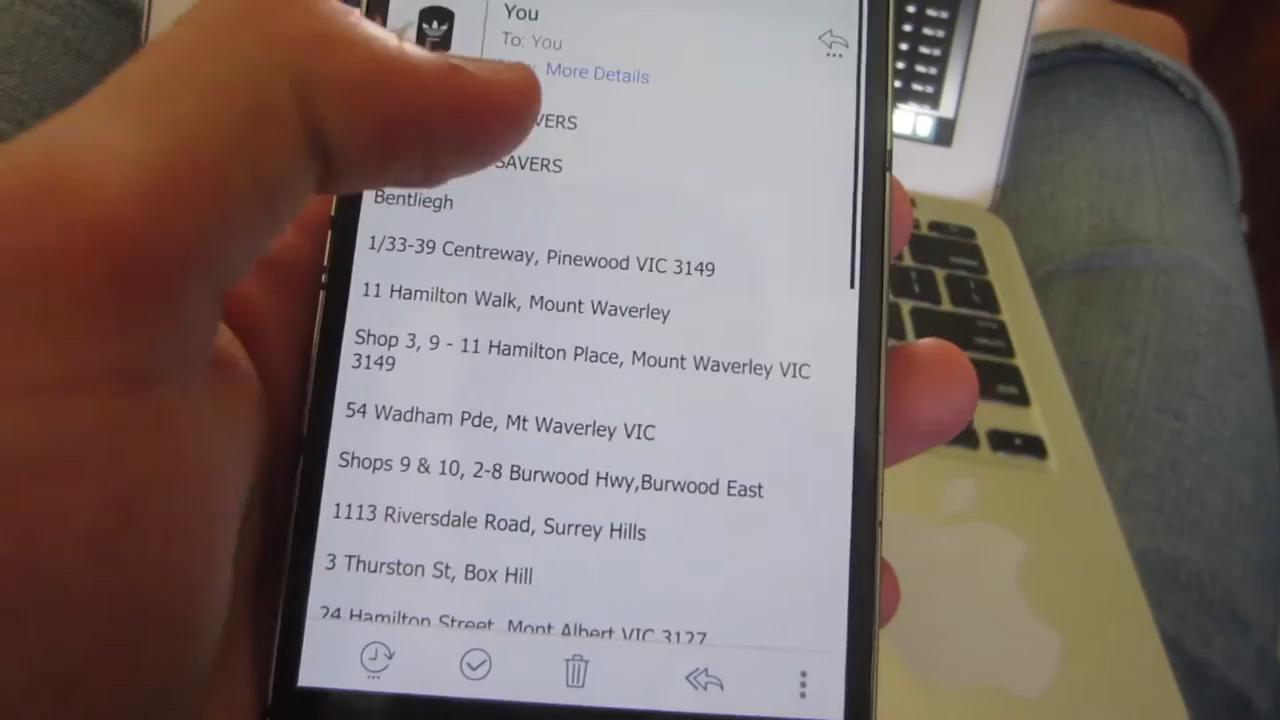 You
To: You
More Details
SAVERS
Bentliegh
1/33-39 Centreway, Pinewood VIC 3149
11 Hamilton Walk, Mount Waverley
Shop 3, 9 - 11 Hamilton Place, Mount Waverley VIC
3149
54 Wadham Pde, Mt Waverley VIC
Shops 9 & 10, 2-8 Burwood Hwy,Burwood East
1113 Riversdale Road, Surrey Hills
3 Thurston St, Box Hill
24 Hamilton Street, Mont Albert VIC 3127